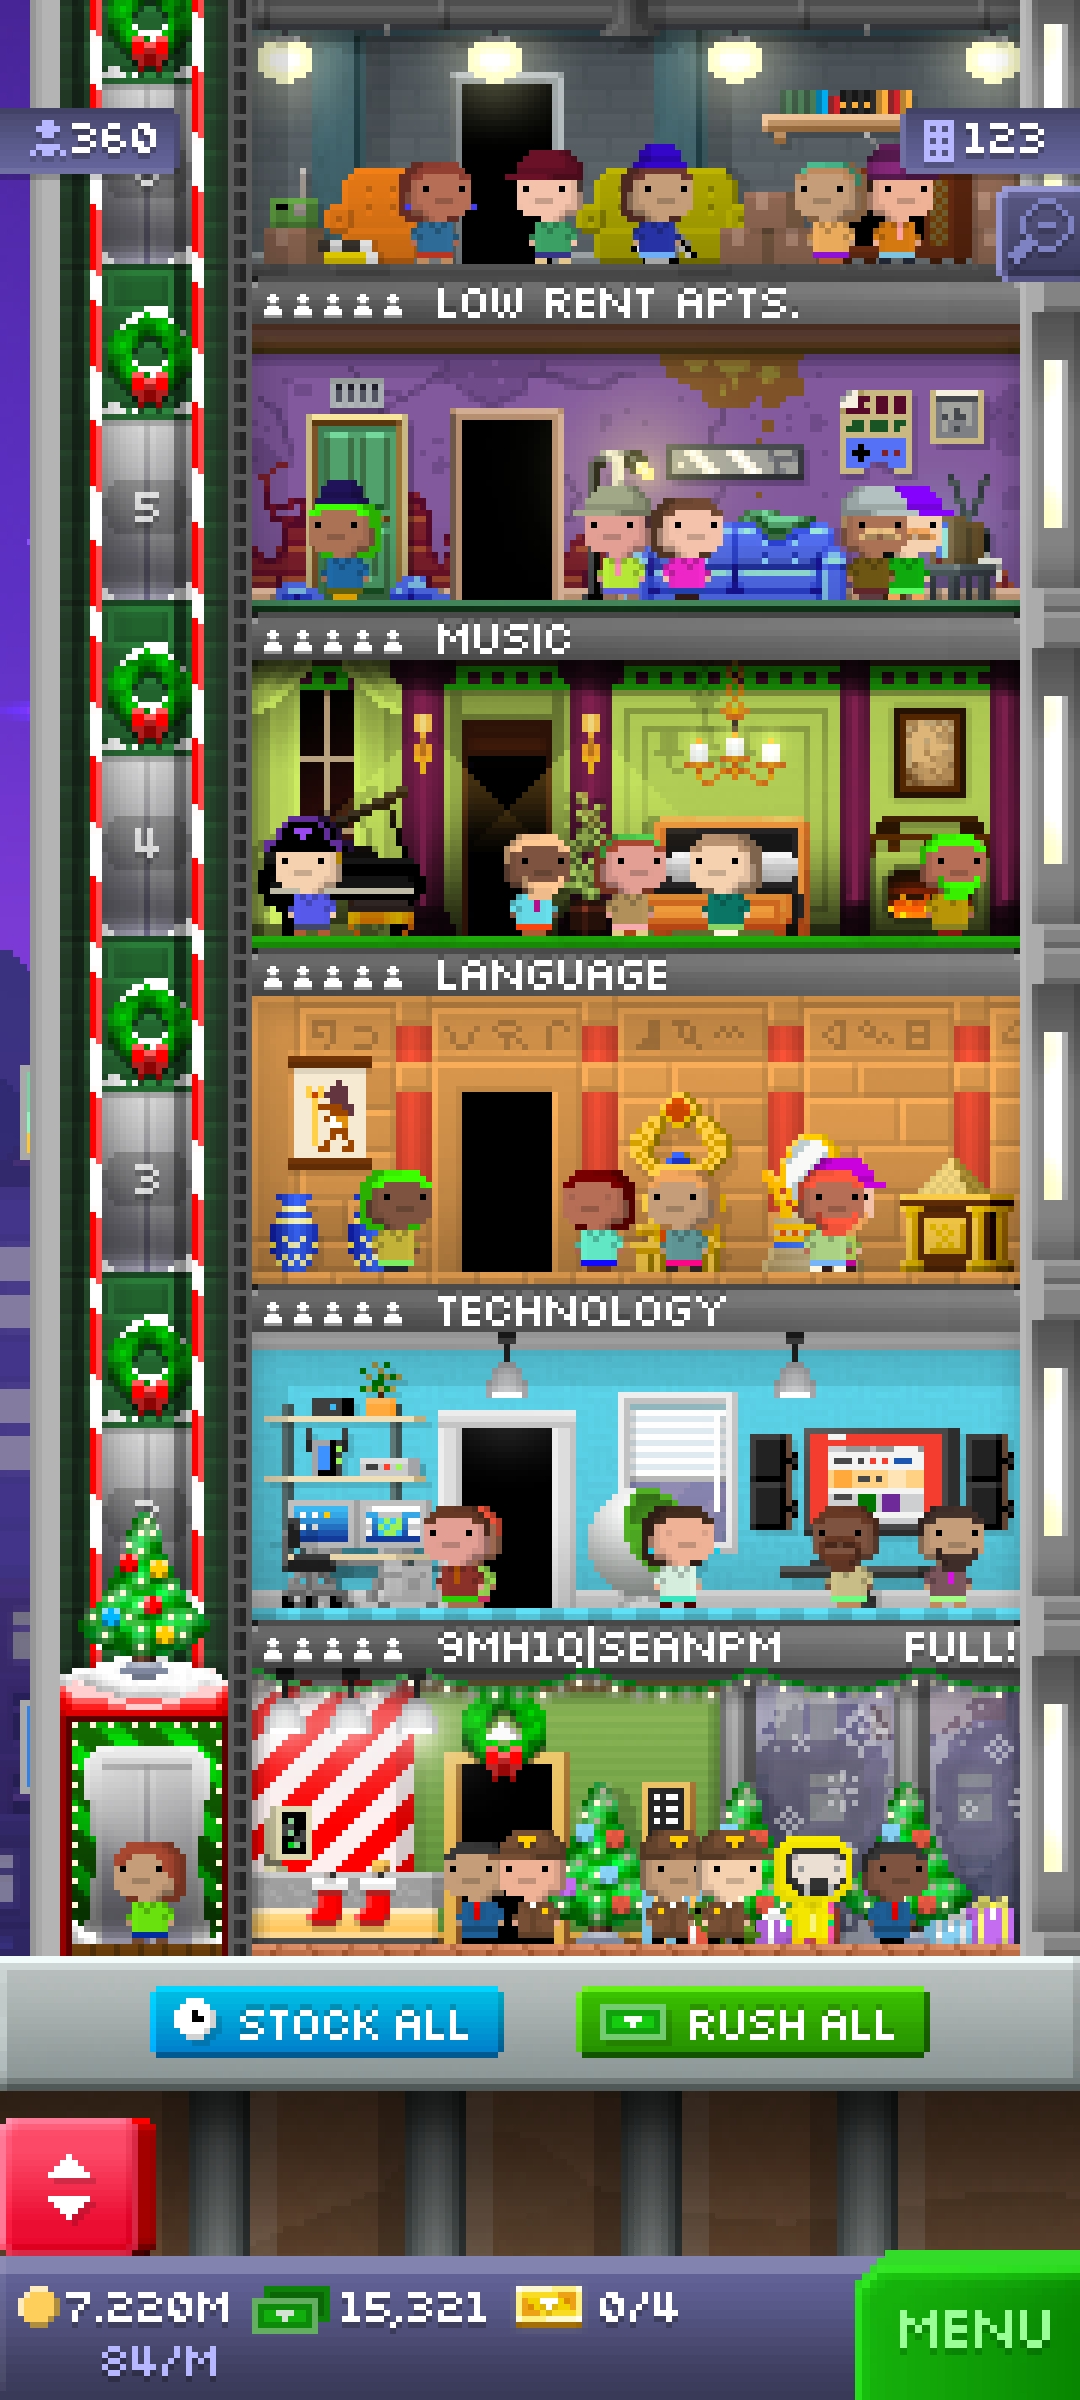 360
123
LOW RENT APTS.
5
MUSIC
4
LANGUAGE
3
TECHNOLOGY
9MH1Q|SEANPM FULL!
STOCK ALL
RUSH ALL
7.220M 15,321 0/4
84/M
MENU